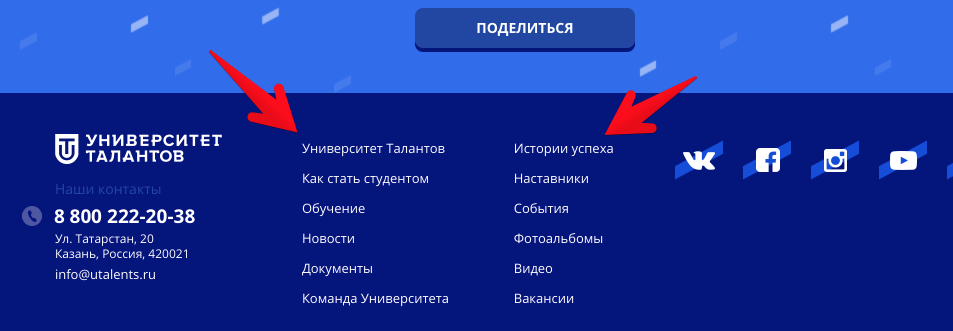 ПОДЕЛИТЬСЯ
УНИВЕРСИТЕТ
ТАЛАНТОВ
Наши контакты
8 800 222-20-38
Ул. Татарстан, 20
Казань, Россия, 420021
info@utalents.ru
Университет Талантов
Как стать студентом
Обучение
Новости
Документы
Команда Университета
Истории успеха
Наставники
События
Фотоальбомы
Видео
Вакансии